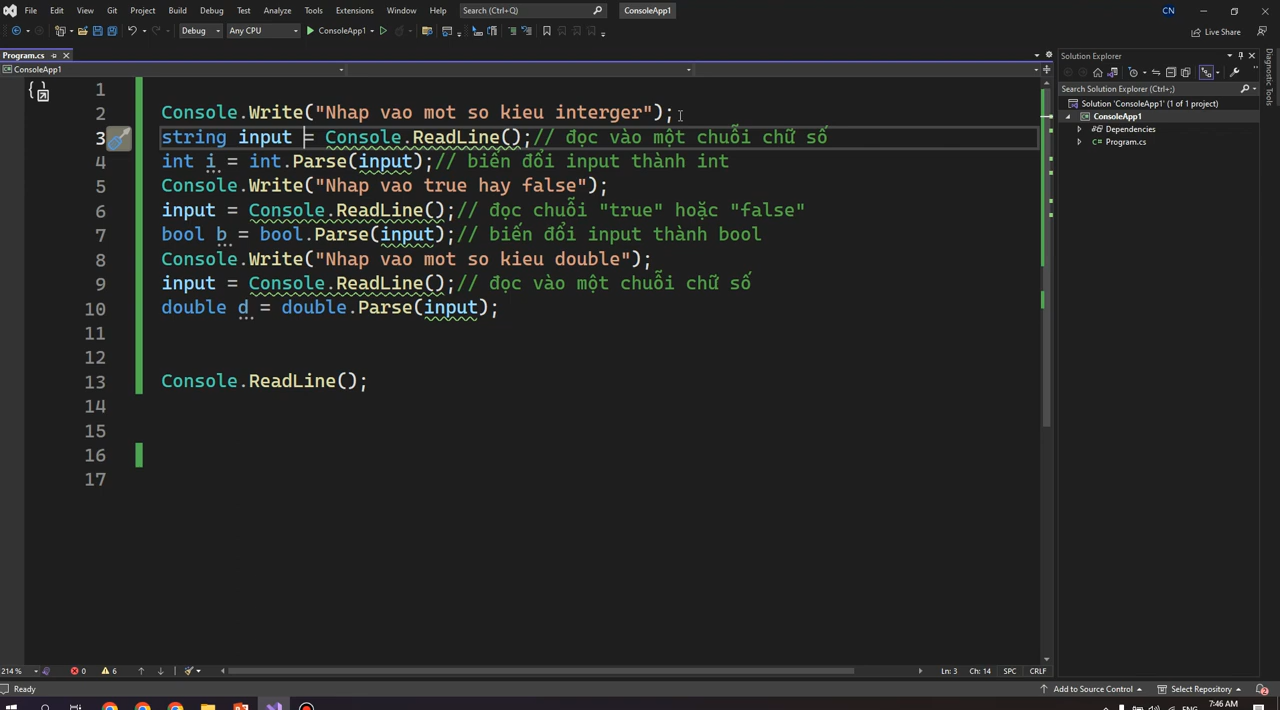 File Edit View Git Project Build Debug Test Analyze Tools Extensions Window Help Search (Ctrl+Q) ConsoleApp1 CN
Debug Any CPU ConsoleApp1 Live Share
Program.cs
ConsoleApp1
Solution Explorer
Search Solution Explorer (Ctrl+;)
Solution 'ConsoleApp1' (1 of 1 project)
ConsoleApp1
Dependencies
Program.cs
Diagnostic Tools
1
2 Console.Write("Nhap vao mot so kieu interger");
3 string input = Console.ReadLine();// đọc vào một chuỗi chữ số
4 int i = int.Parse(input);// biến đổi input thành int
5 Console.Write("Nhap vao true hay false");
6 input = Console.ReadLine();// đọc chuỗi "true" hoặc "false"
7 bool b = bool.Parse(input);// biến đổi input thành bool
8 Console.Write("Nhap vao mot so kieu double");
9 input = Console.ReadLine();// đọc vào một chuỗi chữ số
10 double d = double.Parse(input);
11
12
13 Console.ReadLine();
14
15
16
17
214 % 0 6 Ln: 3 Ch: 14 SPC CRLF
Ready Add to Source Control Select Repository 2
ENG 7:46 AM